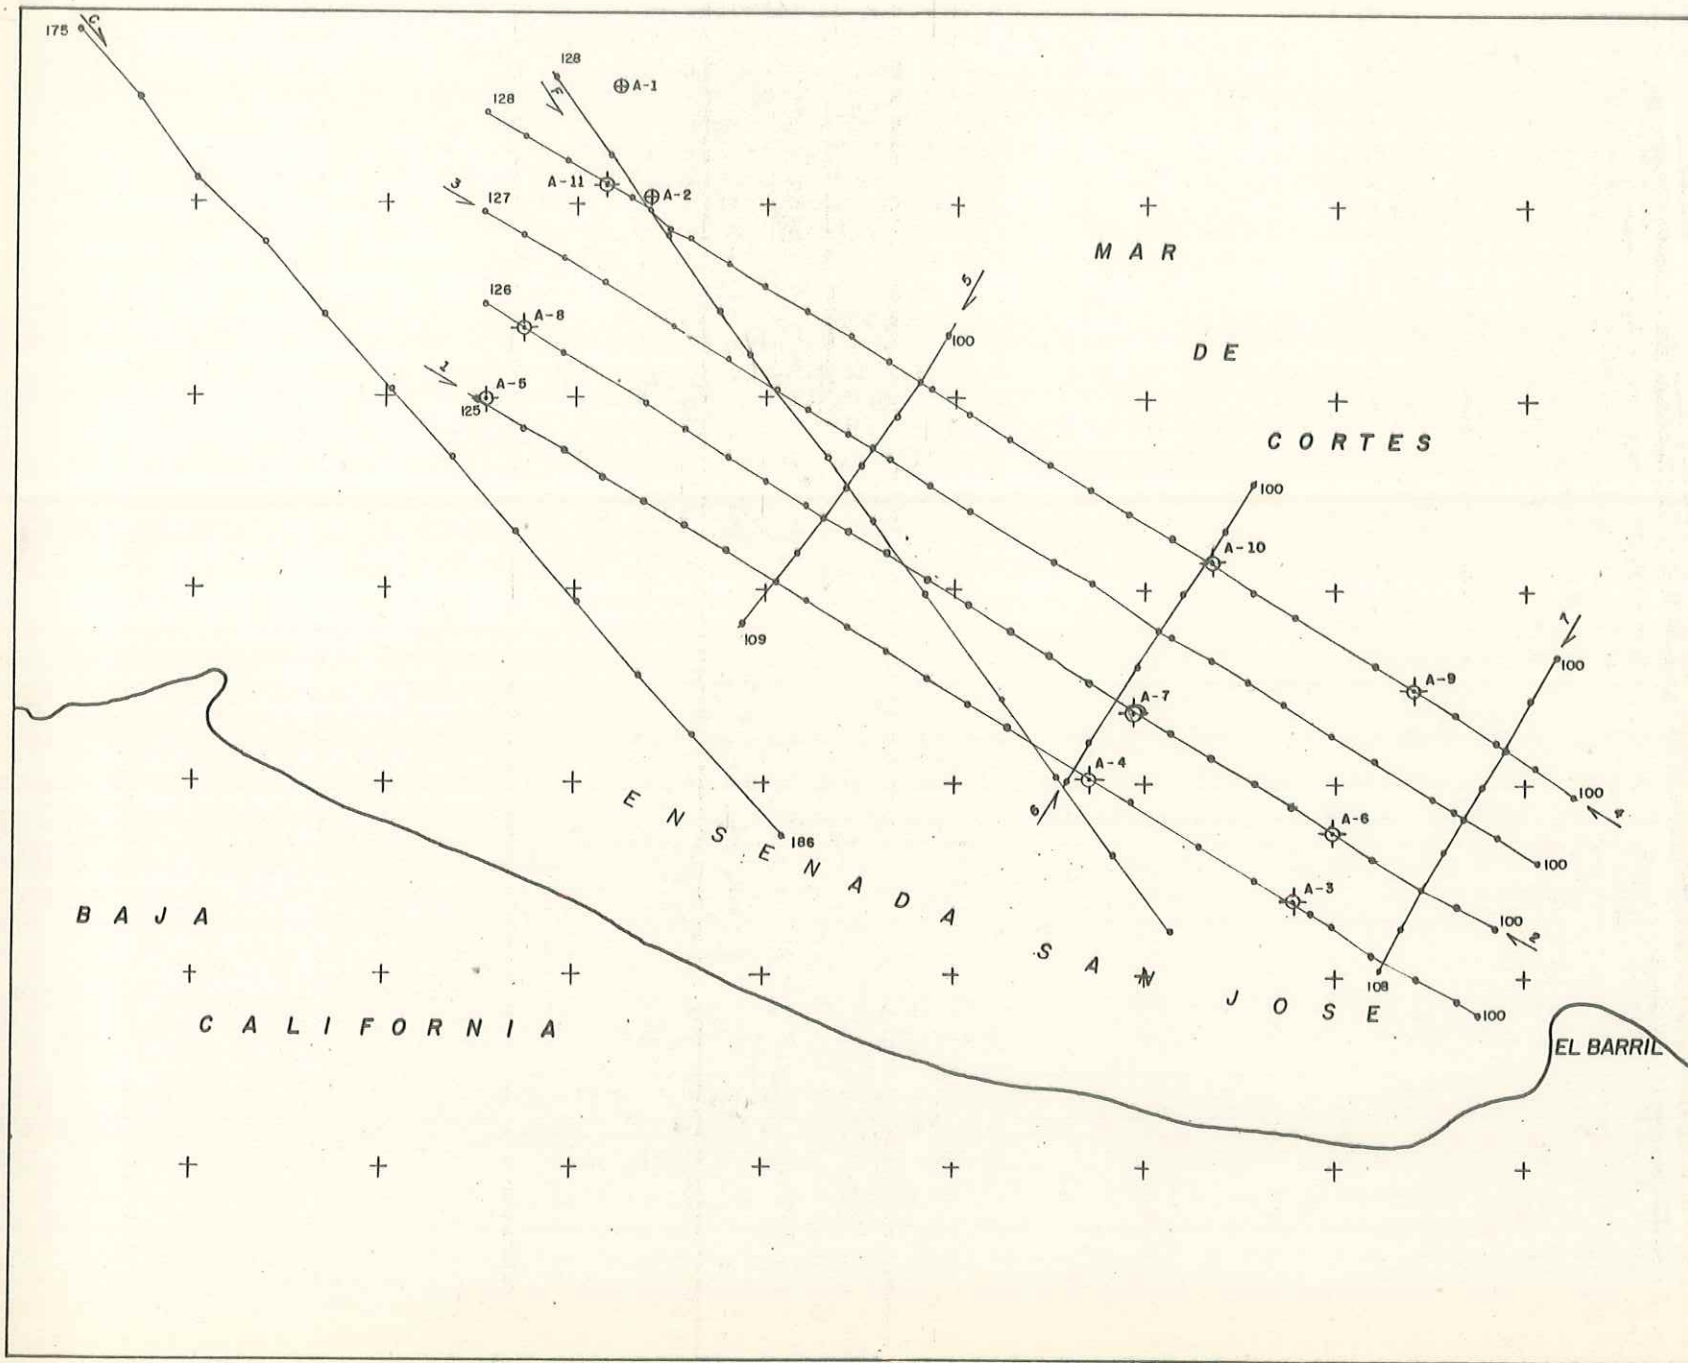 175
C
128
F
A-1
128
A-11
A-2
3
127
MAR
126
A-8
5
100
DE
1
A-5
125
CORTES
100
A-10
109
7
100
A-7
A-9
A-4
100
4
6
ENSENADA SAN JOSE
186
A-6
100
A-3
BAJA
100
2
108
100
CALIFORNIA
EL BARRIL